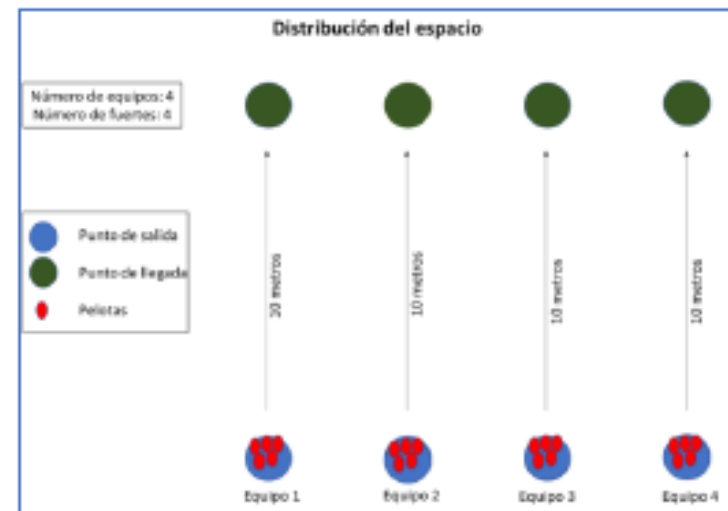 Distribución del espacio
Número de equipos: 4
Número de fuertes: 4
Punto de salida
Punto de llegada
Pelotas
10 metros
10 metros
10 metros
10 metros
Equipo 1
Equipo 2
Equipo 3
Equipo 4